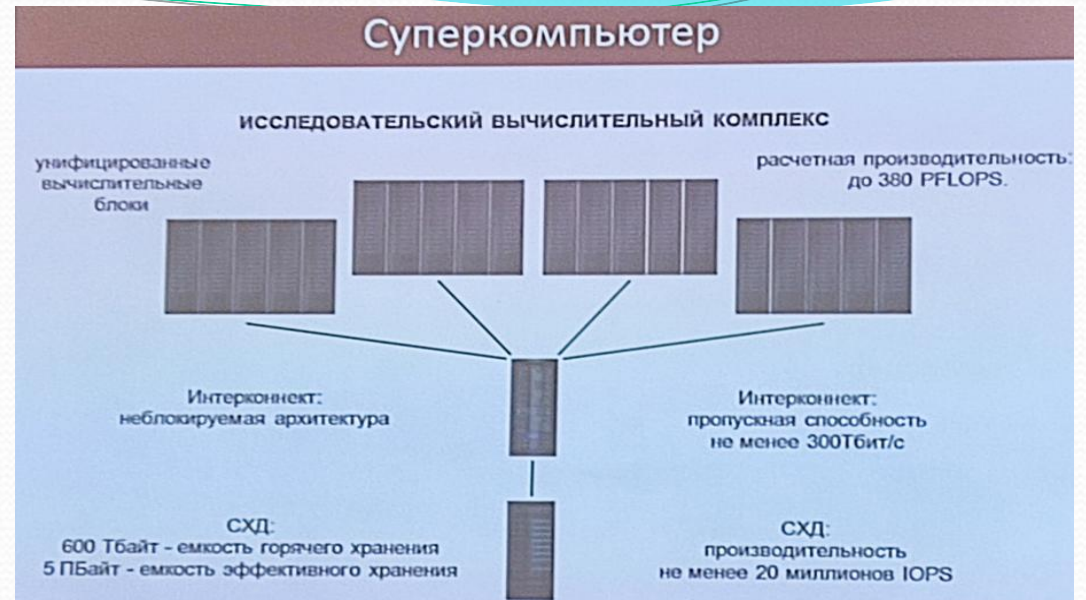 Суперкомпьютер
ИССЛЕДОВАТЕЛЬСКИЙ ВЫЧИСЛИТЕЛЬНЫЙ КОМПЛЕКС
унифицированные
вычислительные
блоки
расчетная производительность:
до 380 PFLOPS.
Интерконнект:
неблокируемая архитектура
Интерконнект:
пропускная способность
не менее 300Тбит/с
СХД:
600 Тбайт - емкость горячего хранения
5 ПБайт - емкость эффективного хранения
СХД:
производительность
не менее 20 миллионов IOPS